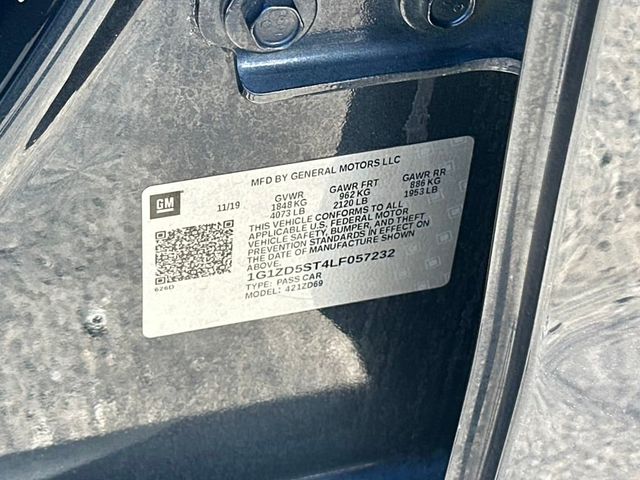 MFD BY GENERAL MOTORS LLC
GM
11/19
GVWR
1848 KG
4073 LB
GAWR FRT
962 KG
2120 LB
GAWR RR
886 KG
1953 LB
THIS VEHICLE CONFORMS TO ALL
APPLICABLE U.S. FEDERAL MOTOR
VEHICLE SAFETY, BUMPER, AND THEFT
PREVENTION STANDARDS IN EFFECT ON
THE DATE OF MANUFACTURE SHOWN
ABOVE.
1G1ZD5ST4LF057232
TYPE: PASS CAR
MODEL: 421ZD69
626D